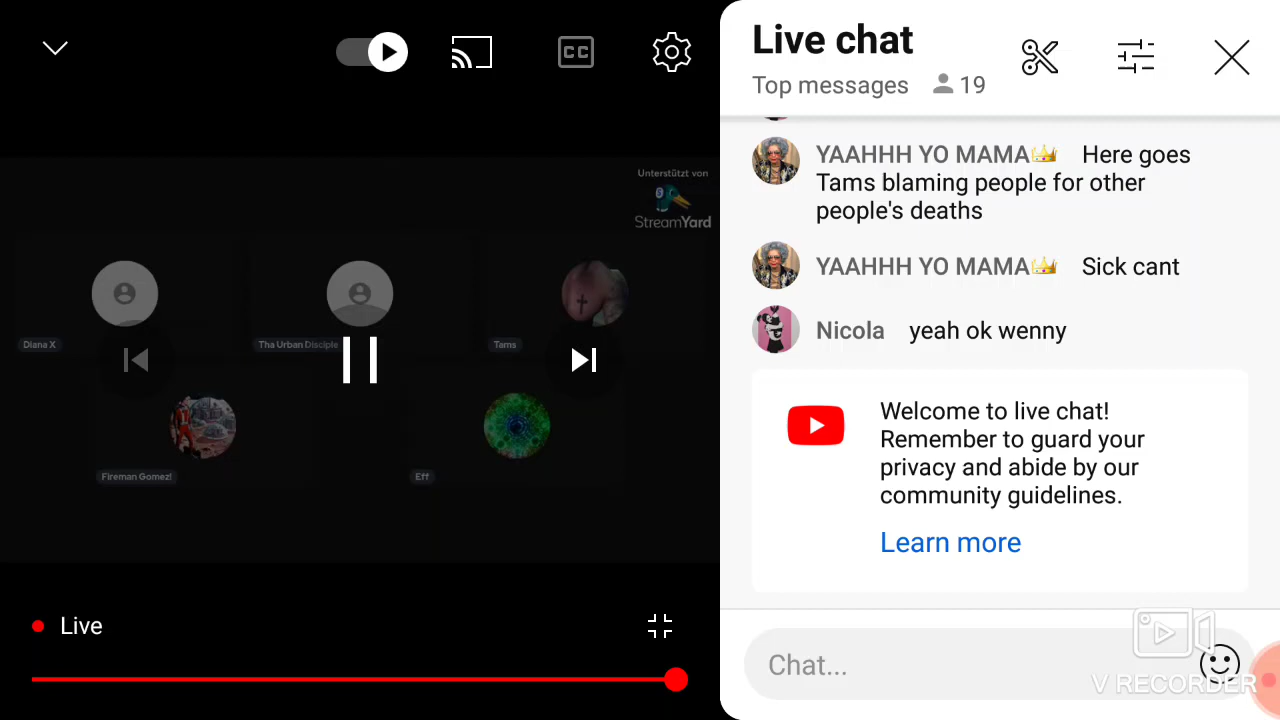 CC
Unterstützt von
StreamYard
Diana X
Tha Urban Disciple
Tams
Fireman Gomez!
Eff
Live
Live chat
Top messages 19
YAAHHH YO MAMA👑 Here goes
Tams blaming people for other
people's deaths
YAAHHH YO MAMA👑 Sick cant
Nicola yeah ok wenny
Welcome to live chat!
Remember to guard your
privacy and abide by our
community guidelines.
Learn more
Chat...
V RECORDER